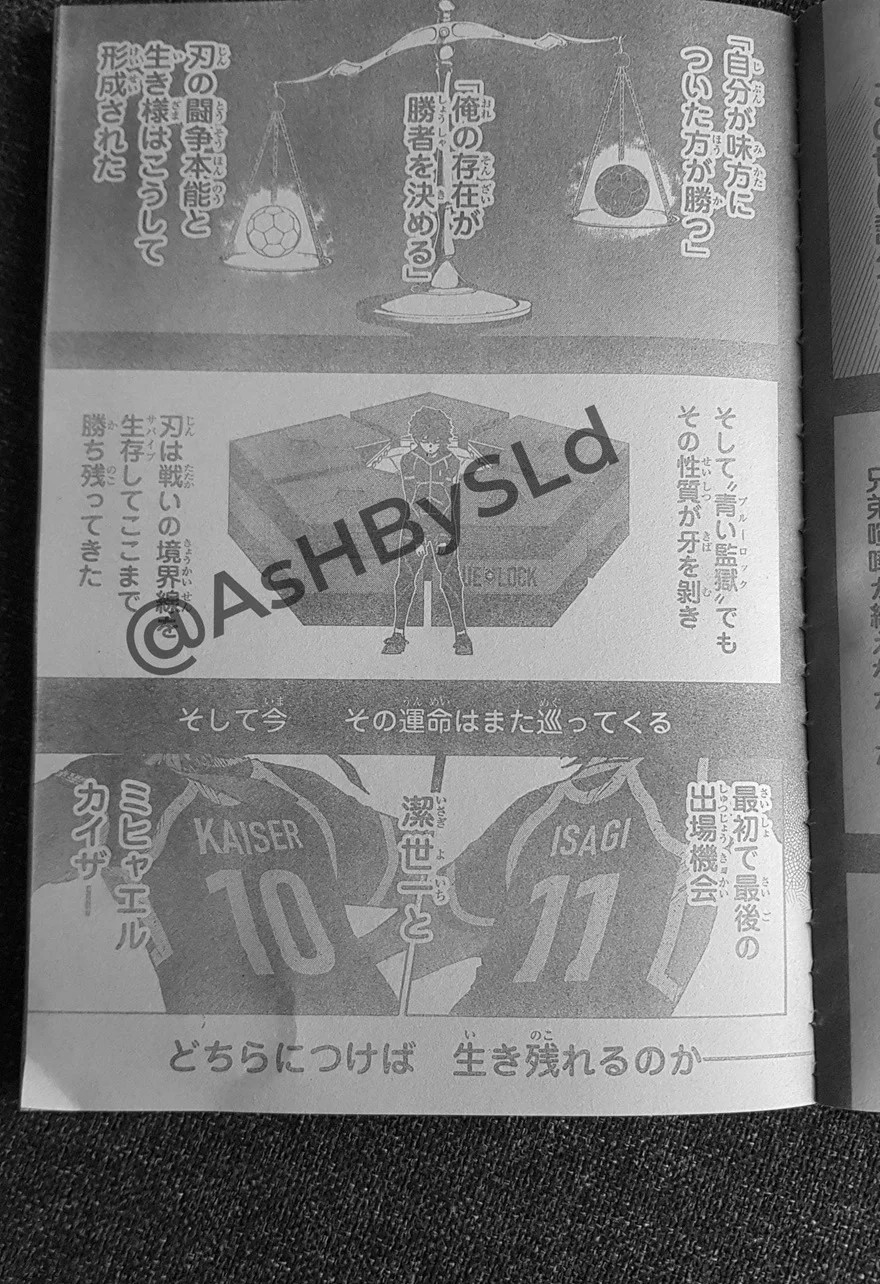 「自分が味方に
ついた方が勝つ」
「俺の存在が
勝者を決める」
刃の闘争本能と
生き様はこうして
形成された
そして〝青い監獄〟でも
その性質が牙を剥き
UE LOCK
刃は戦いの境界線を
生存してここまで
勝ち残ってきた
@AsHBySLd
そして今 その運命はまた巡ってくる
最初で最後の
出場機会
ISAGI
11
潔世一と
KAISER
10
ミヒャエル
カイザー
どちらにつけば 生き残れるのか――